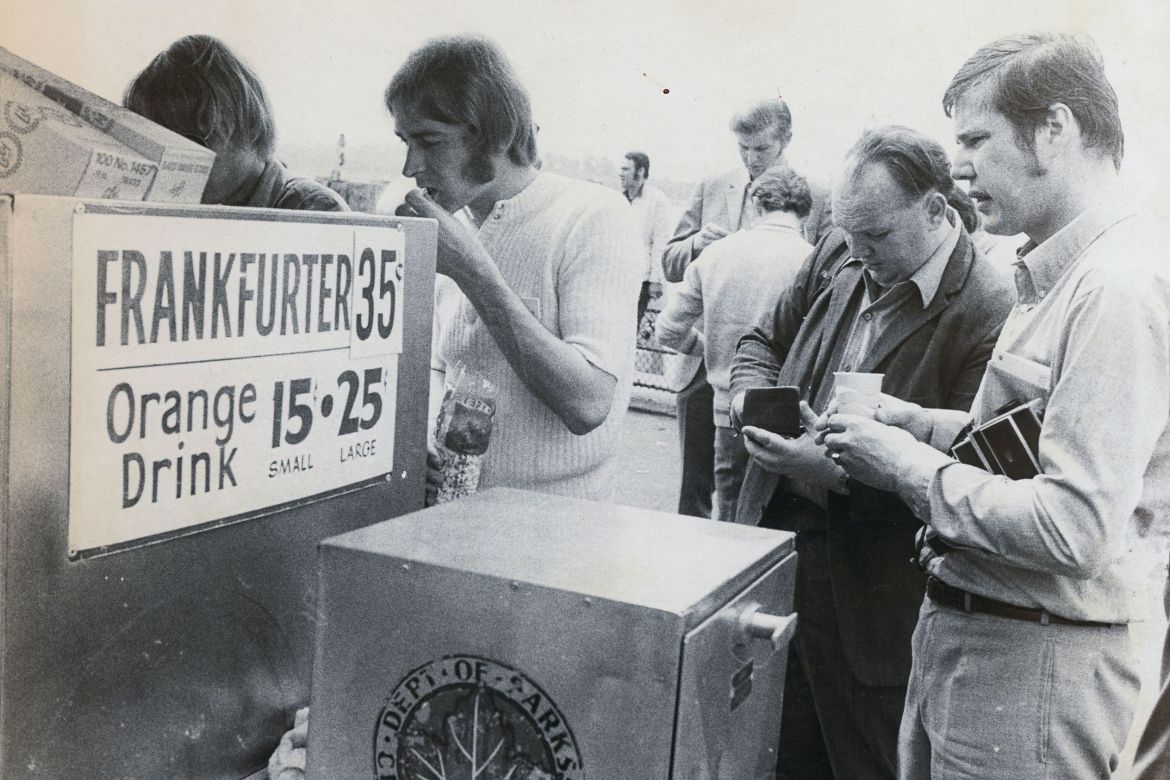 100 No. 1457
FRANKFURTER 35¢
Orange Drink 15¢ • 25¢
SMALL LARGE
DEPT · OF · PARKS